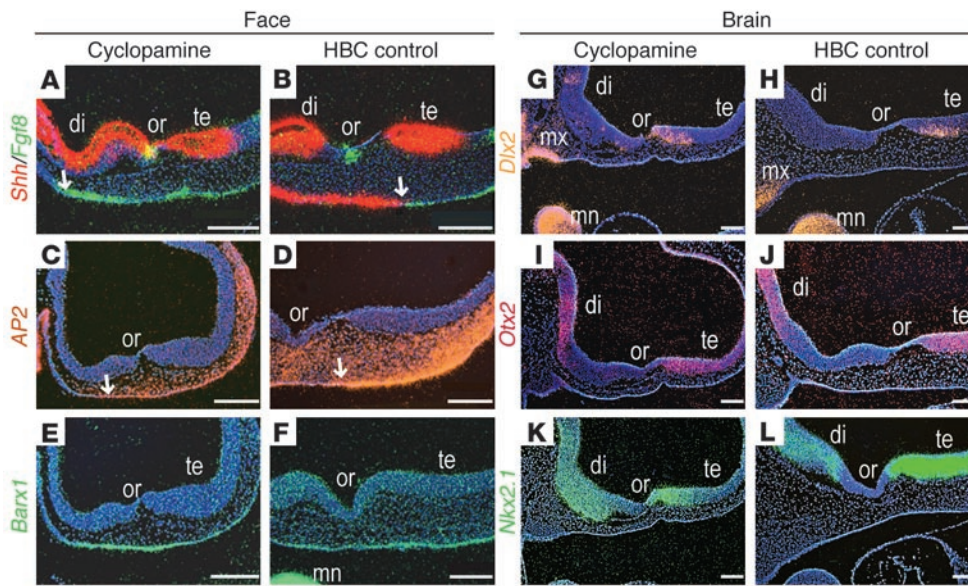 Face
Brain
Cyclopamine
HBC control
Cyclopamine
HBC control
Shh/Fgf8
A
di
or
te
B
di
or
te
Dlx2
G
di
or
te
mx
mn
H
di
or
te
mx
mn
AP2
C
or
D
or
Otx2
I
di
or
te
J
di
or
te
Barx1
E
or
te
F
or
te
mn
Nkx2.1
K
di
or
te
L
di
or
te